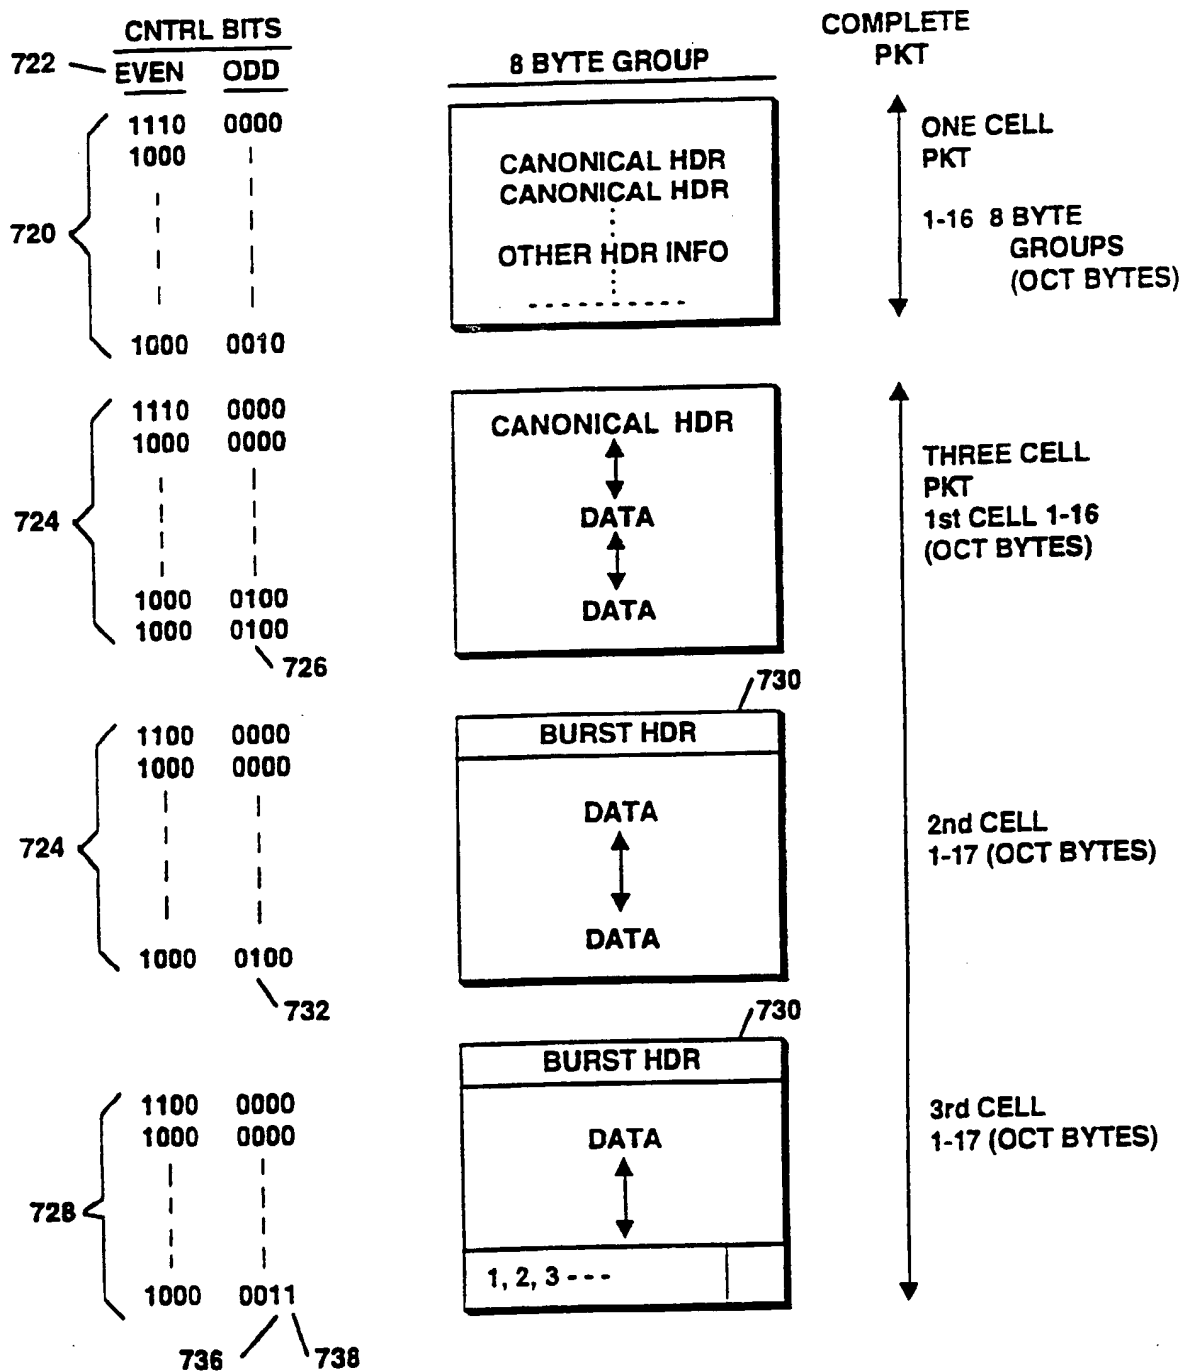 CNTRL BITS
722 EVEN ODD
8 BYTE GROUP
COMPLETE
PKT
1110 0000
1000
720
1000 0010
CANONICAL HDR
CANONICAL HDR
OTHER HDR INFO
ONE CELL
PKT
1-16 8 BYTE
GROUPS
(OCT BYTES)
1110 0000
1000 0000
724
1000 0100
1000 0100
726
CANONICAL HDR
DATA
DATA
THREE CELL
PKT
1st CELL 1-16
(OCT BYTES)
730
1100 0000
1000 0000
724
1000 0100
732
BURST HDR
DATA
DATA
2nd CELL
1-17 (OCT BYTES)
730
1100 0000
1000 0000
728
1000 0011
736 738
BURST HDR
DATA
1, 2, 3 - - -
3rd CELL
1-17 (OCT BYTES)